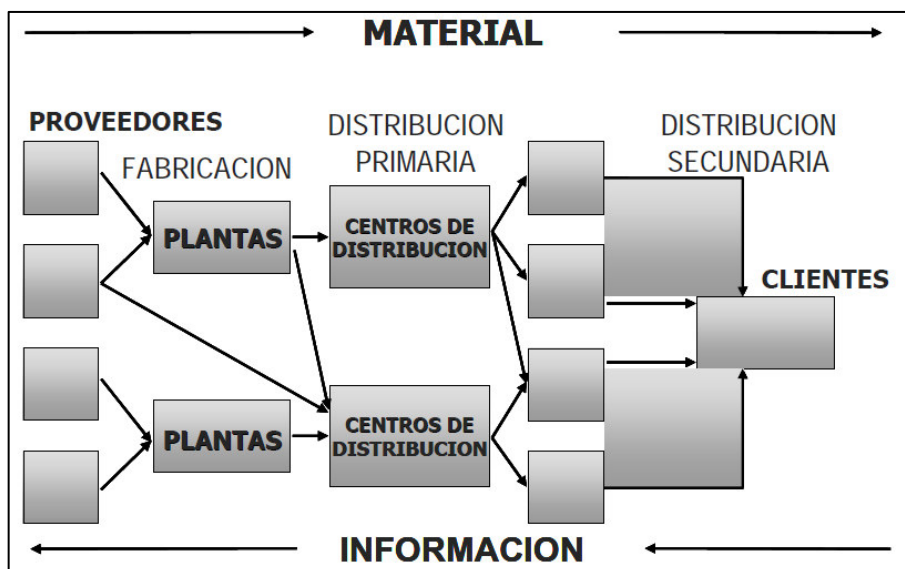 MATERIAL
PROVEEDORES
FABRICACION
DISTRIBUCION
PRIMARIA
DISTRIBUCION
SECUNDARIA
PLANTAS
CENTROS DE
DISTRIBUCION
CLIENTES
PLANTAS
CENTROS DE
DISTRIBUCION
INFORMACION